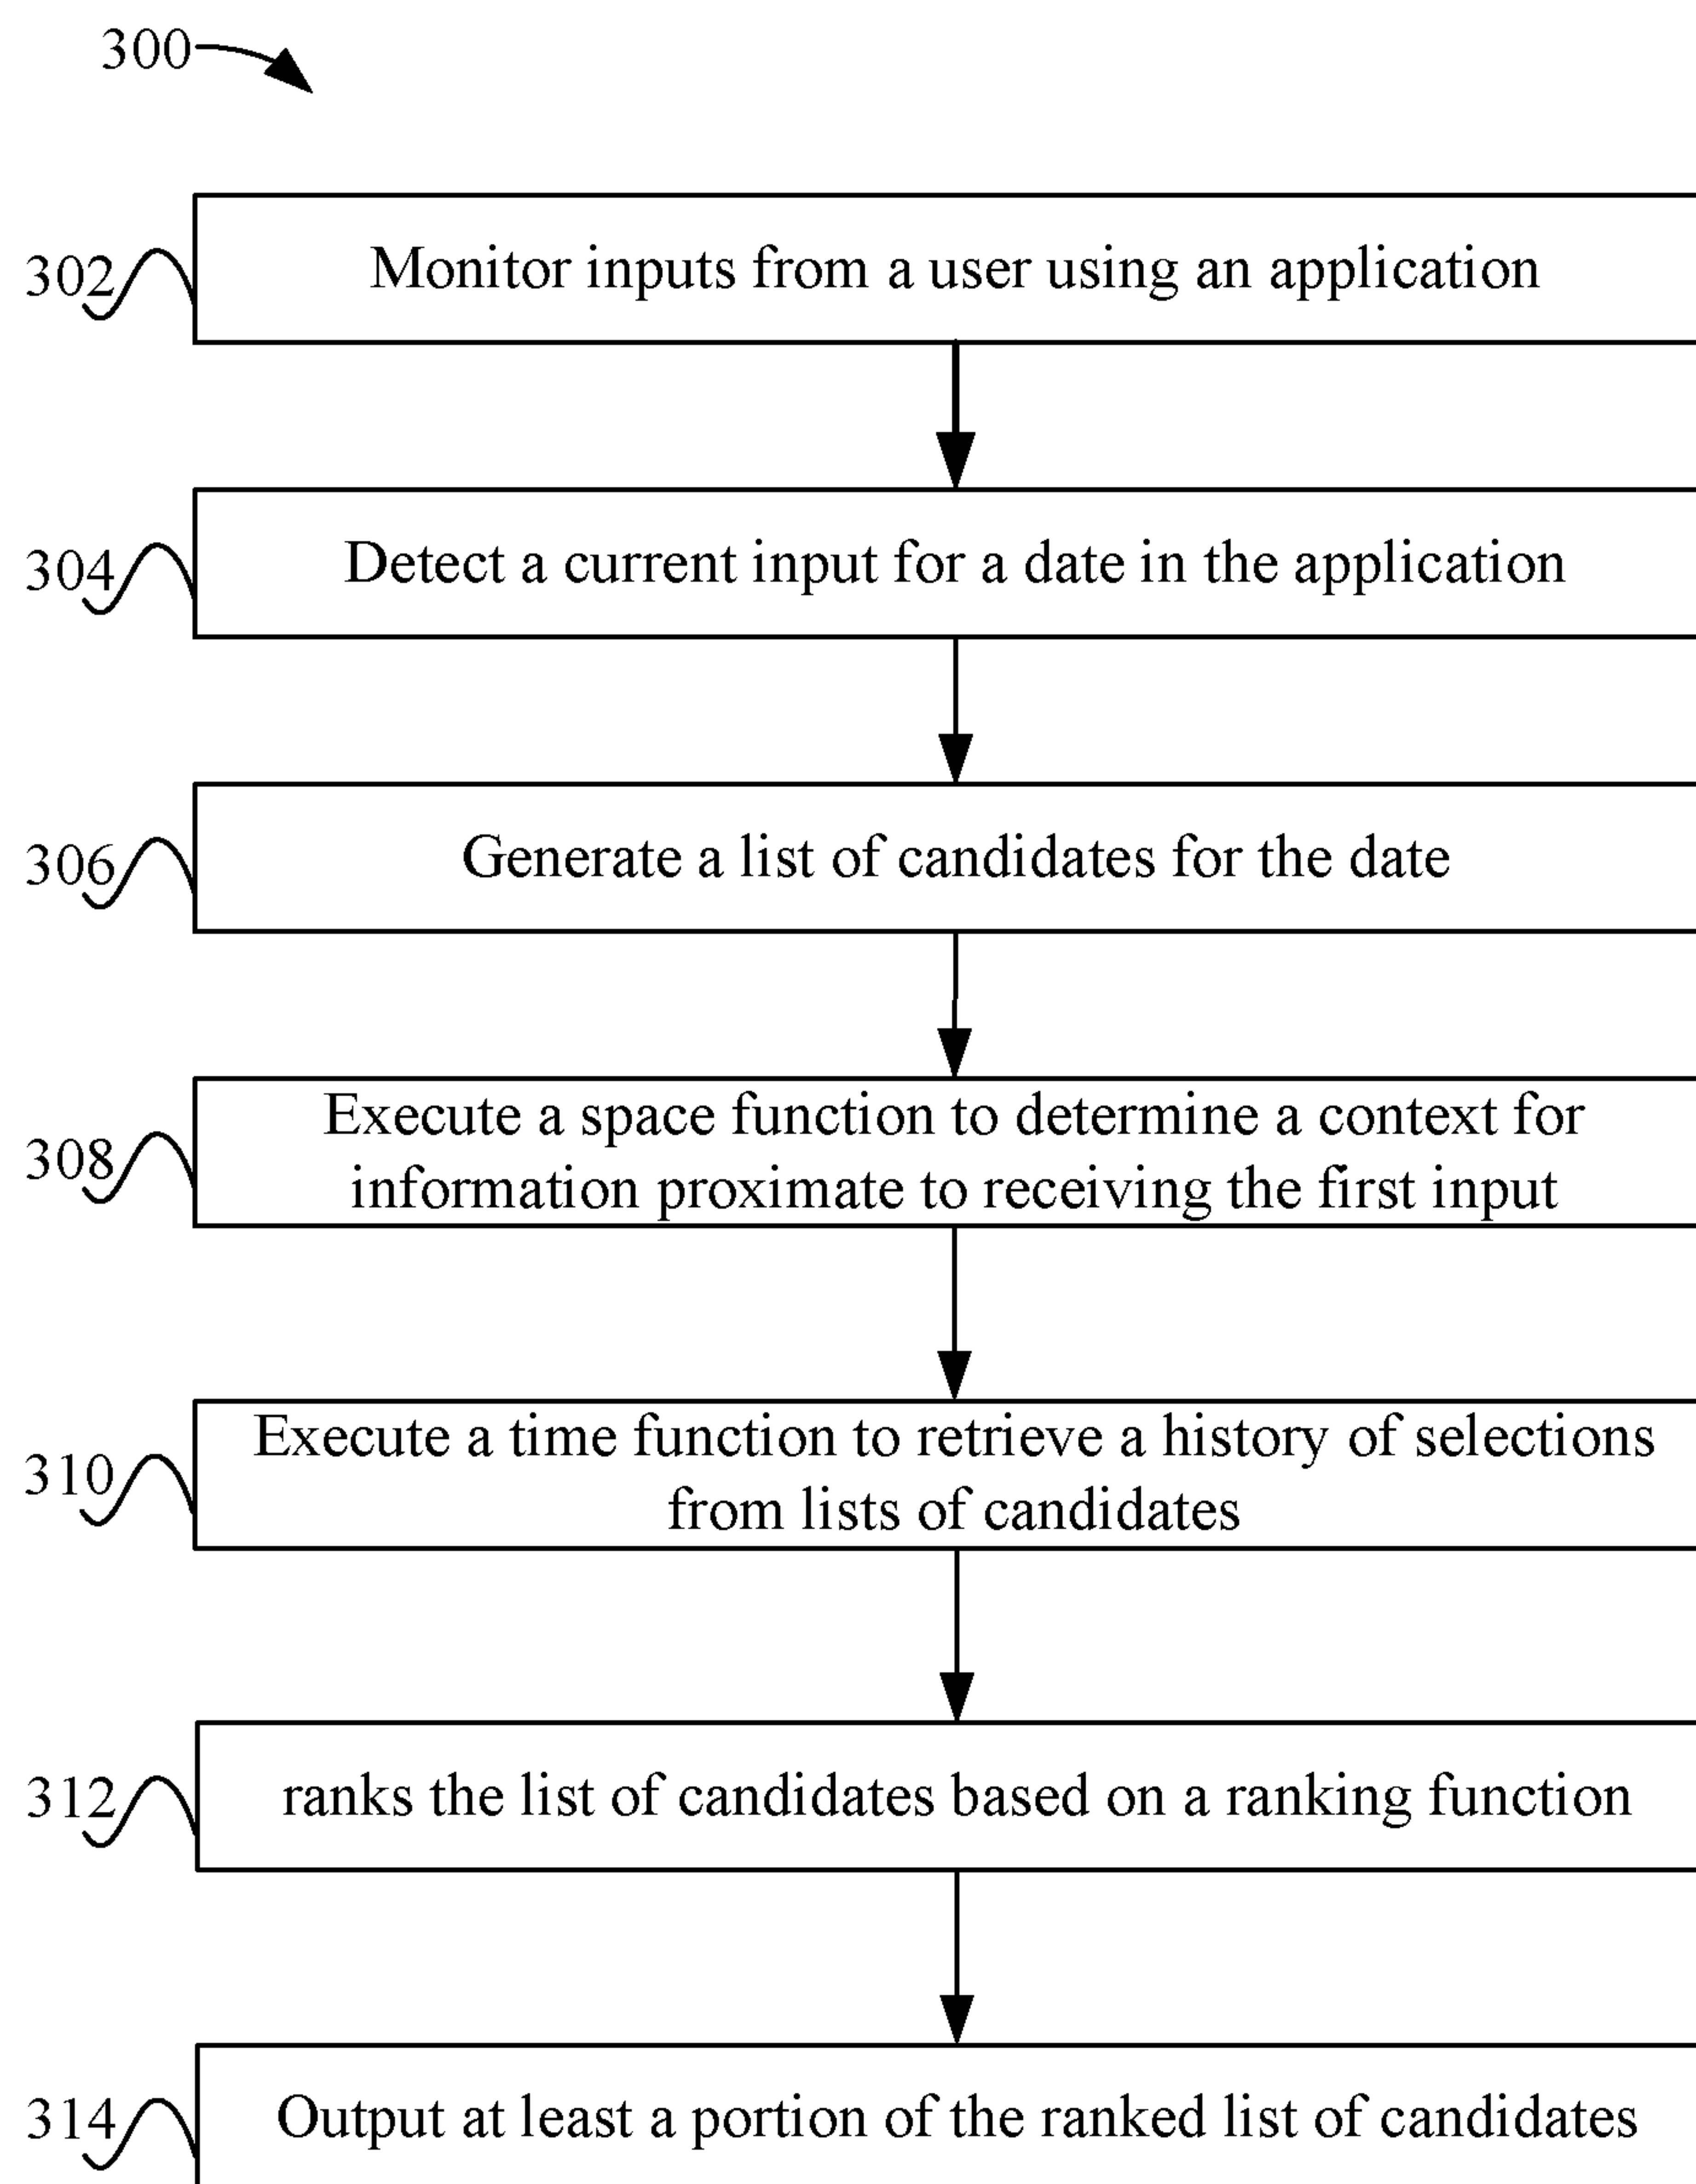 300
302
Monitor inputs from a user using an application
304
Detect a current input for a date in the application
306
Generate a list of candidates for the date
308
Execute a space function to determine a context for
information proximate to receiving the first input
310
Execute a time function to retrieve a history of selections
from lists of candidates
312
ranks the list of candidates based on a ranking function
314
Output at least a portion of the ranked list of candidates